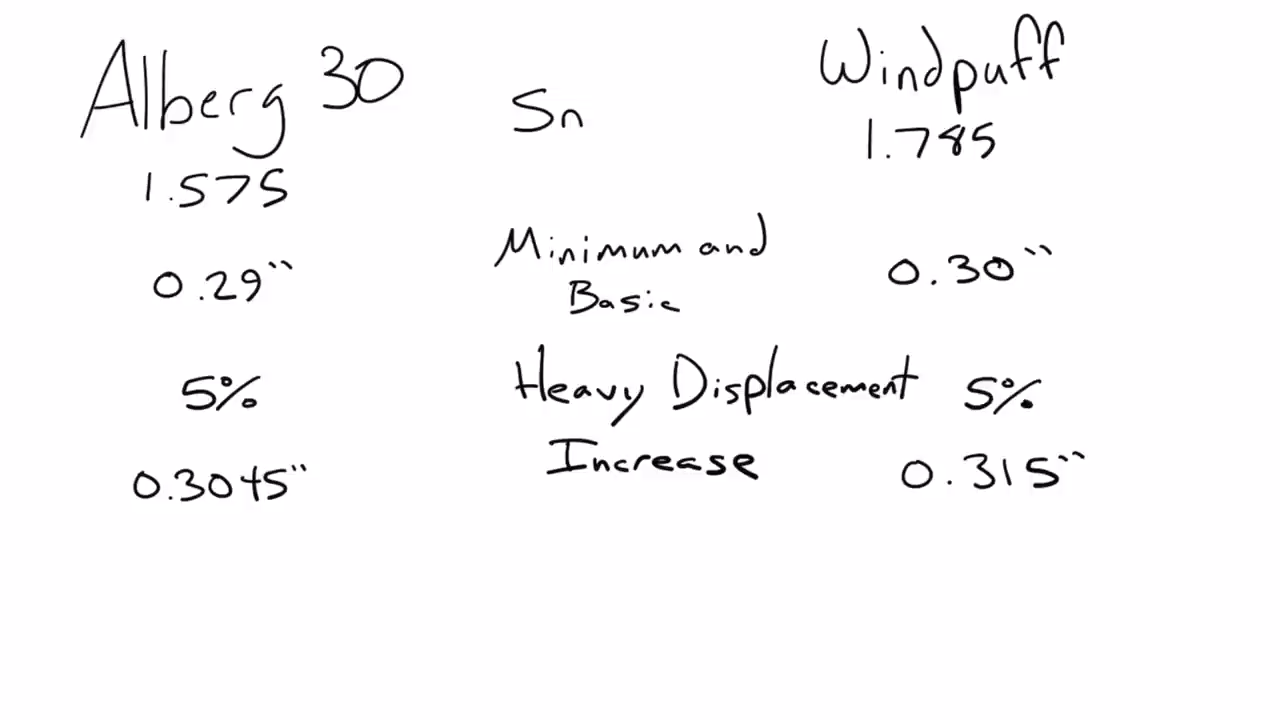 Alberg 30
Sn
Windpuff
1.575
1.785
0.29"
Minimum and
Basic
0.30"
5%
Heavy Displacement
Increase
5%
0.3045"
0.315"